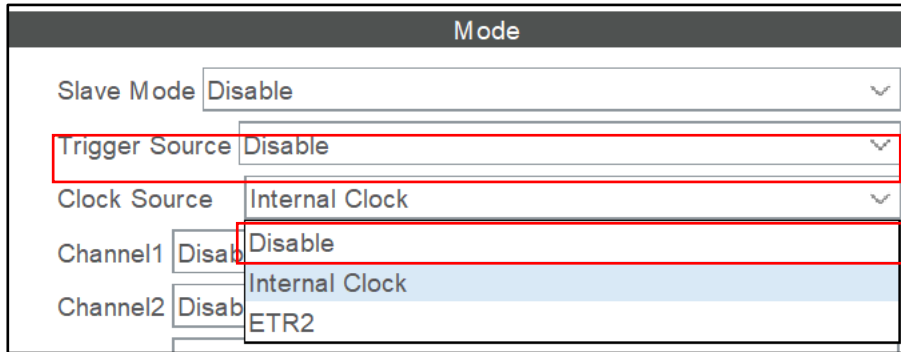 Mode
Slave Mode Disable
Trigger Source Disable
Clock Source Internal Clock
Disable
Channel1 Disab
Internal Clock
Channel2 Disab
ETR2